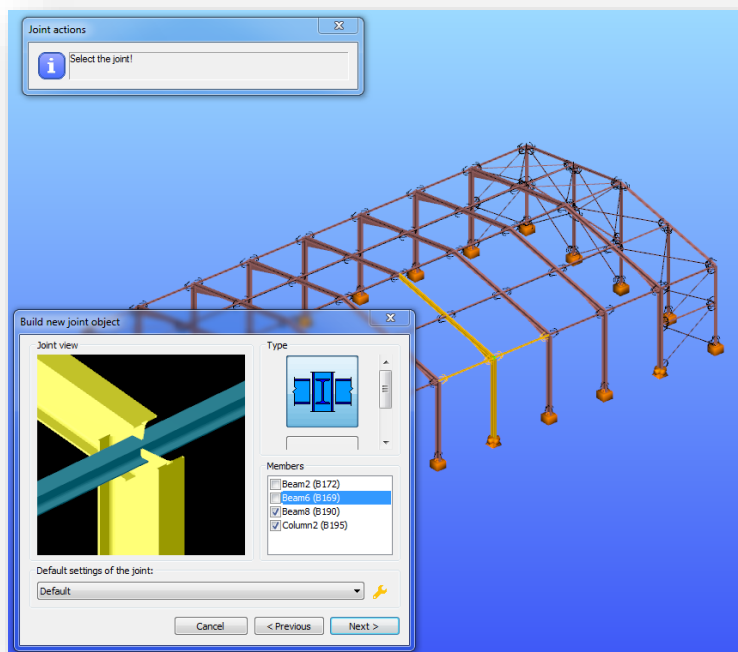 Joint actions
Select the joint!
Build new joint object
Joint view
Type
Members
Beam2 (B172)
Beam6 (B169)
Beam8 (B190)
Column2 (B195)
Default settings of the joint:
Default
Cancel
< Previous
Next >